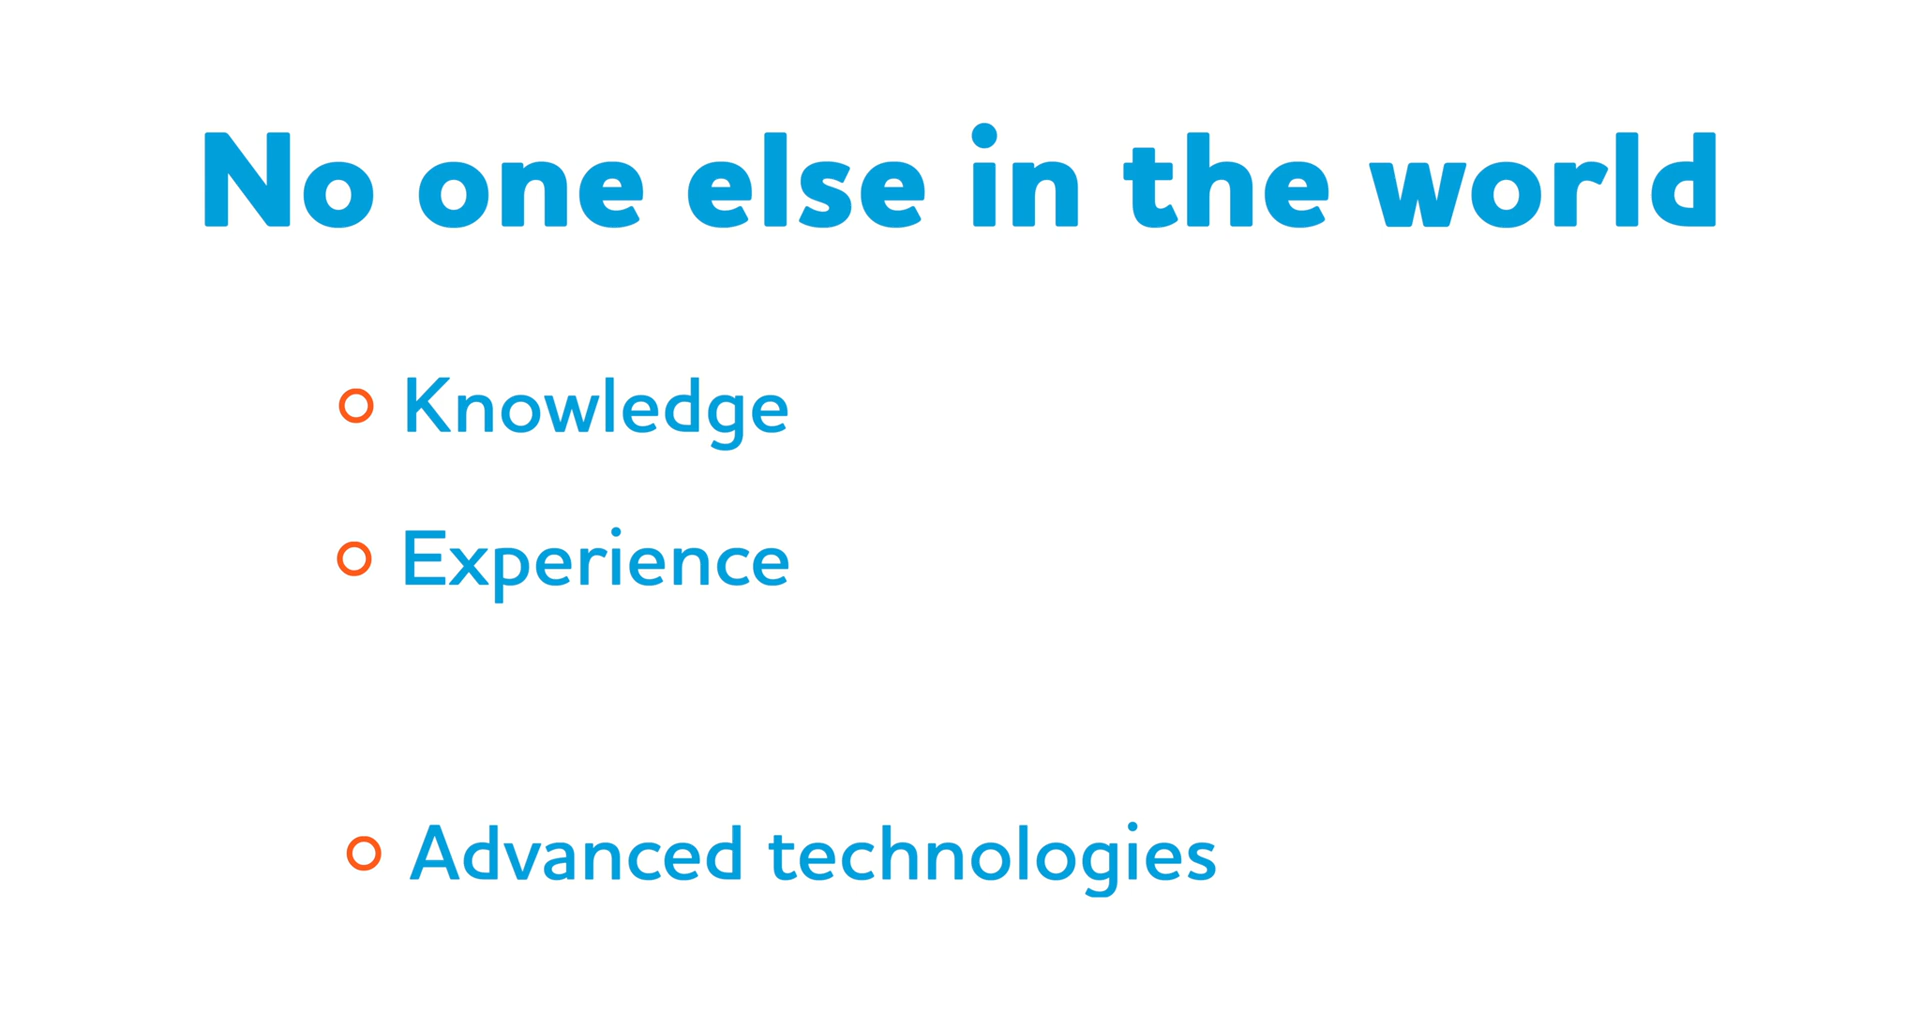 No one else in the world
Knowledge
Experience
Advanced technologies